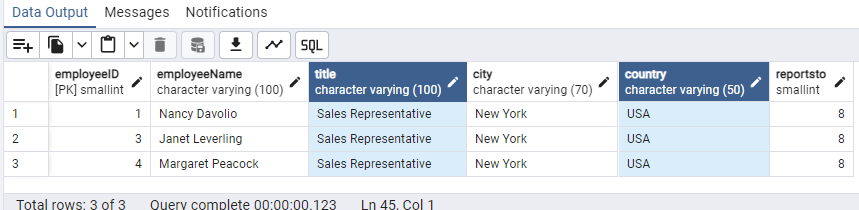 Data Output Messages Notifications
SQL
employeeID employeeName title city country reportsto
[PK] smallint character varying (100) character varying (100) character varying (70) character varying (50) smallint
1 1 Nancy Davolio Sales Representative New York USA 8
2 3 Janet Leverling Sales Representative New York USA 8
3 4 Margaret Peacock Sales Representative New York USA 8
Total rows: 3 of 3 Query complete 00:00:00.123 Ln 45, Col 1